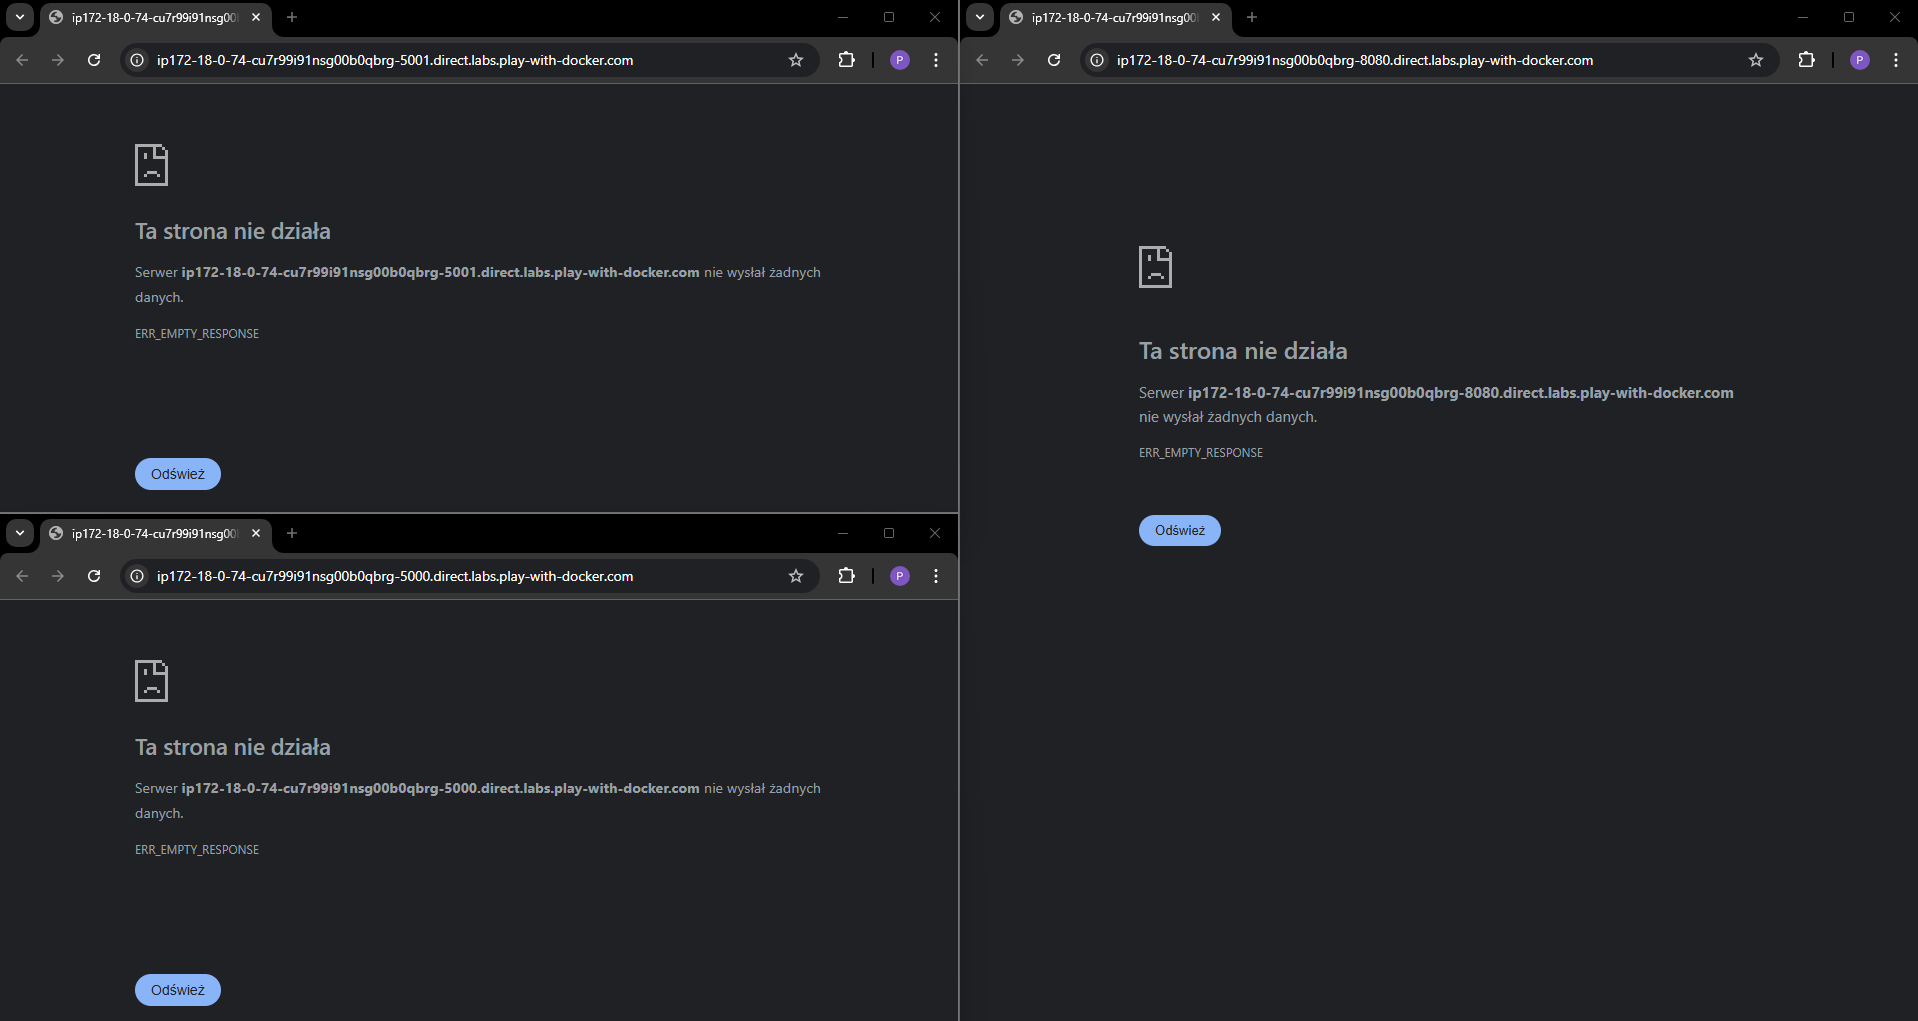 ip172-18-0-74-cu7r99i91nsg00
ip172-18-0-74-cu7r99i91nsg00b0qbrg-5001.direct.labs.play-with-docker.com
P
Ta strona nie działa
Serwer ip172-18-0-74-cu7r99i91nsg00b0qbrg-5001.direct.labs.play-with-docker.com nie wysłał żadnych
danych.
ERR_EMPTY_RESPONSE
Odśwież
ip172-18-0-74-cu7r99i91nsg00
ip172-18-0-74-cu7r99i91nsg00b0qbrg-5000.direct.labs.play-with-docker.com
P
Ta strona nie działa
Serwer ip172-18-0-74-cu7r99i91nsg00b0qbrg-5000.direct.labs.play-with-docker.com nie wysłał żadnych
danych.
ERR_EMPTY_RESPONSE
Odśwież
ip172-18-0-74-cu7r99i91nsg00
ip172-18-0-74-cu7r99i91nsg00b0qbrg-8080.direct.labs.play-with-docker.com
P
Ta strona nie działa
Serwer ip172-18-0-74-cu7r99i91nsg00b0qbrg-8080.direct.labs.play-with-docker.com
nie wysłał żadnych danych.
ERR_EMPTY_RESPONSE
Odśwież